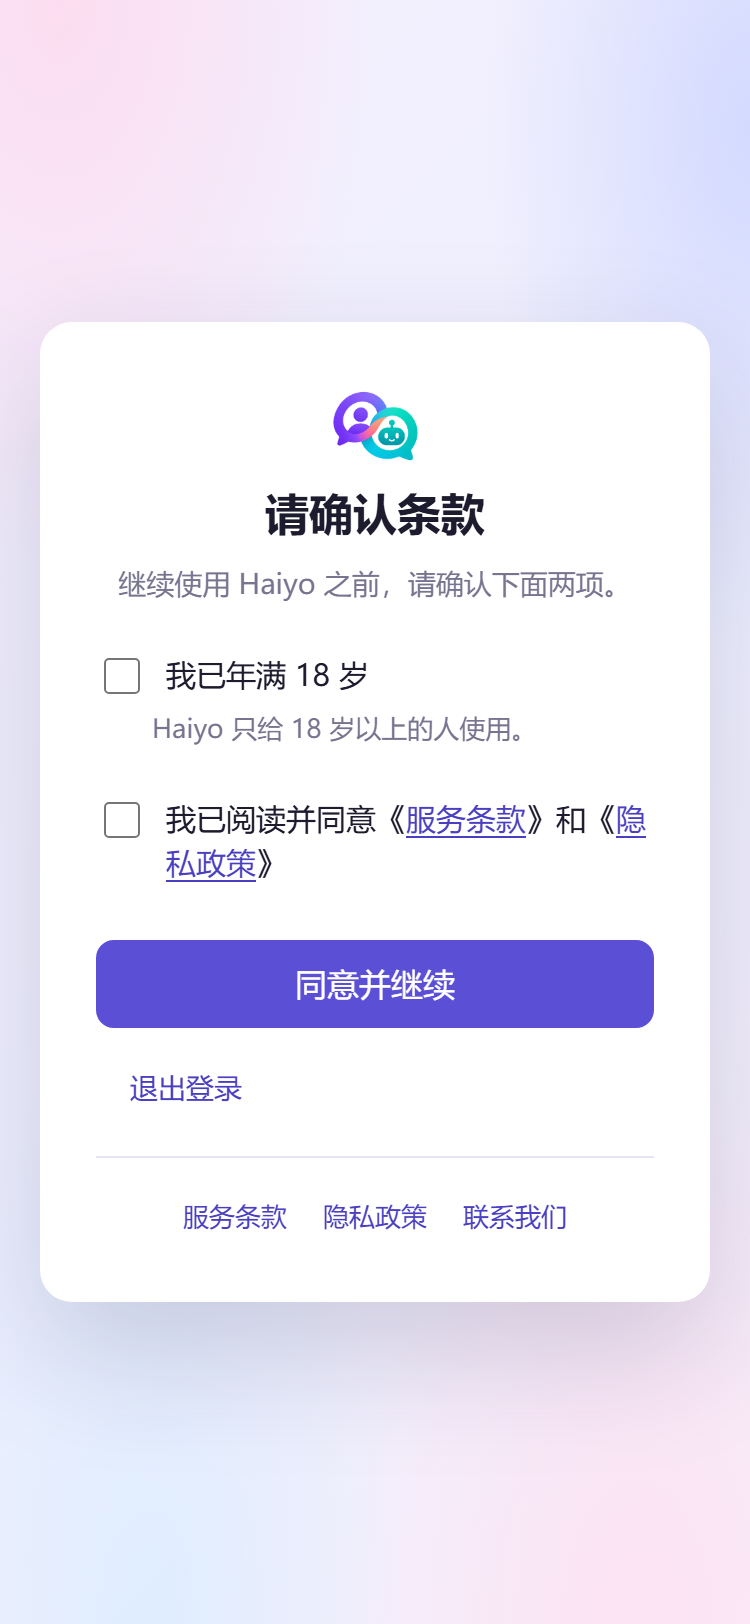 请确认条款
继续使用 Haiyo 之前，请确认下面两项。
我已年满 18 岁
Haiyo 只给 18 岁以上的人使用。
我已阅读并同意《服务条款》和《隐
私政策》
同意并继续
退出登录
服务条款 隐私政策 联系我们